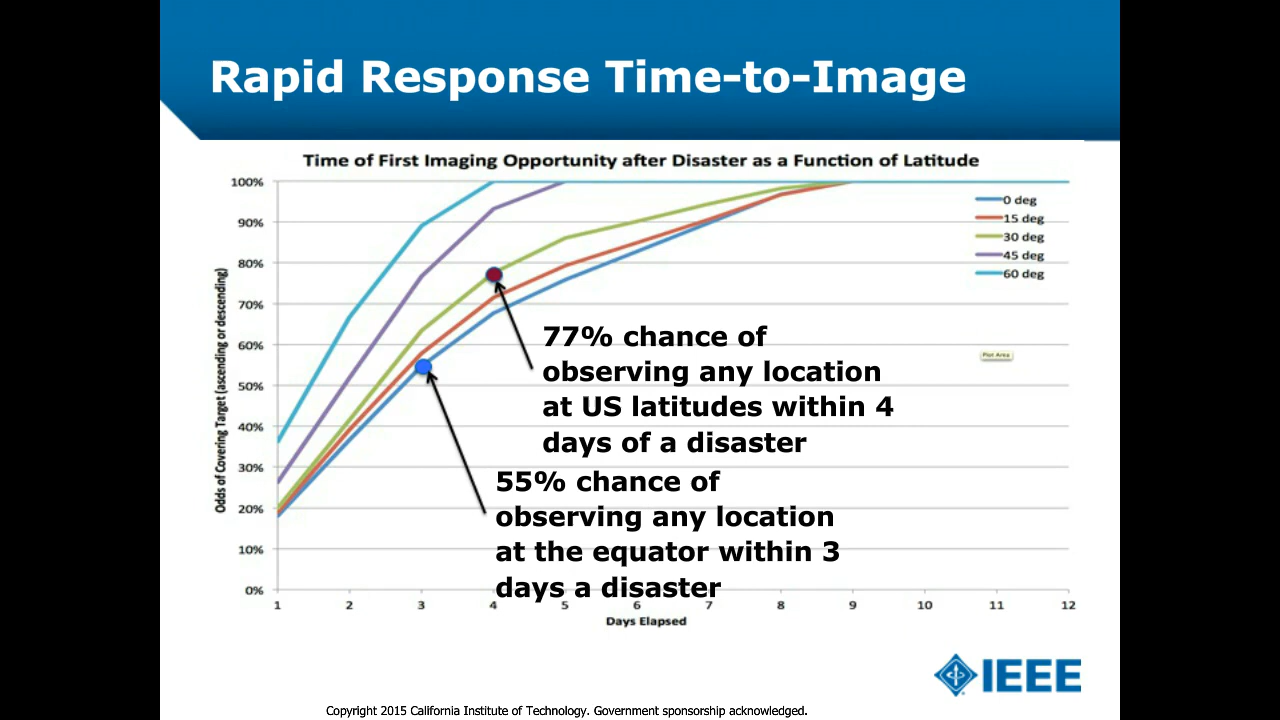 Rapid Response Time-to-Image
Time of First Imaging Opportunity after Disaster as a Function of Latitude
Odds of Covering Target (ascending or descending)
100%
90%
80%
70%
60%
50%
40%
30%
20%
10%
0%
0 deg
15 deg
30 deg
45 deg
60 deg
Plot Area
77% chance of
observing any location
at US latitudes within 4
days of a disaster
55% chance of
observing any location
at the equator within 3
days a disaster
1 2 3 4 5 6 7 8 9 10 11 12
Days Elapsed
IEEE
Copyright 2015 California Institute of Technology. Government sponsorship acknowledged.